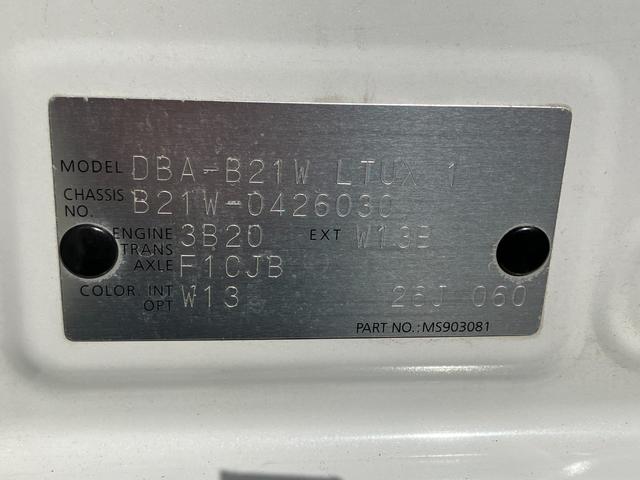 MODEL DBA-B21W LTUX 1
CHASSIS NO. B21W-0426030
ENGINE 3B20 EXT W13B
TRANS AXLE F1CJB
COLOR. INT OPT W13 26J 060
PART NO.:MS903081